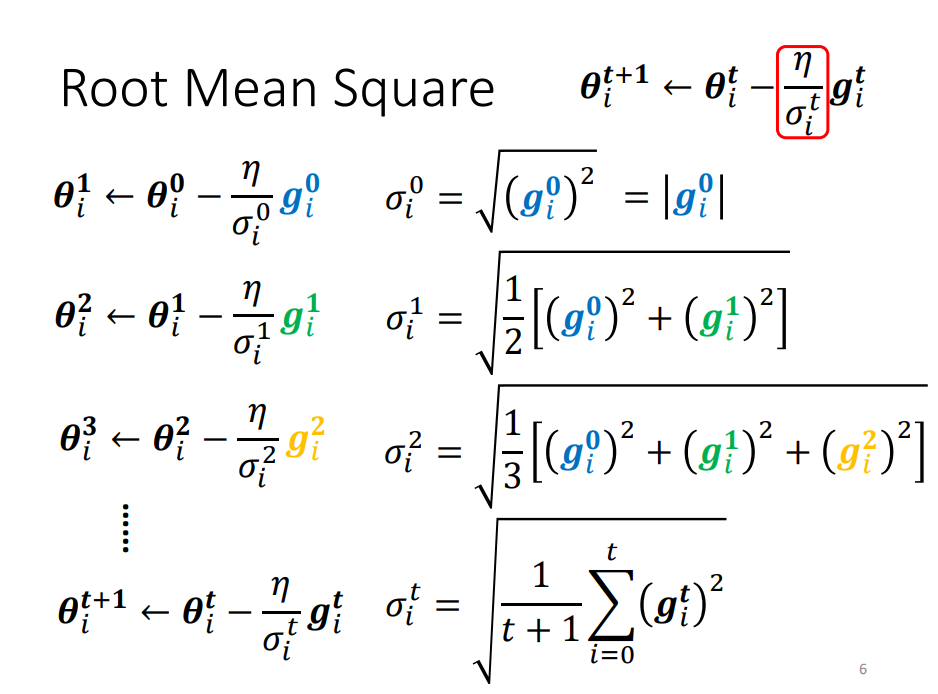 Root Mean Square
θ_i^{t+1} ← θ_i^t − η/σ_i^t g_i^t
θ_i^1 ← θ_i^0 − η/σ_i^0 g_i^0 σ_i^0 = √((g_i^0)^2) = |g_i^0|
θ_i^2 ← θ_i^1 − η/σ_i^1 g_i^1 σ_i^1 = √(1/2[(g_i^0)^2 + (g_i^1)^2])
θ_i^3 ← θ_i^2 − η/σ_i^2 g_i^2 σ_i^2 = √(1/3[(g_i^0)^2 + (g_i^1)^2 + (g_i^2)^2])
⋮
θ_i^{t+1} ← θ_i^t − η/σ_i^t g_i^t σ_i^t = √(1/(t+1) ∑_{i=0}^{t} (g_i^t)^2)
6